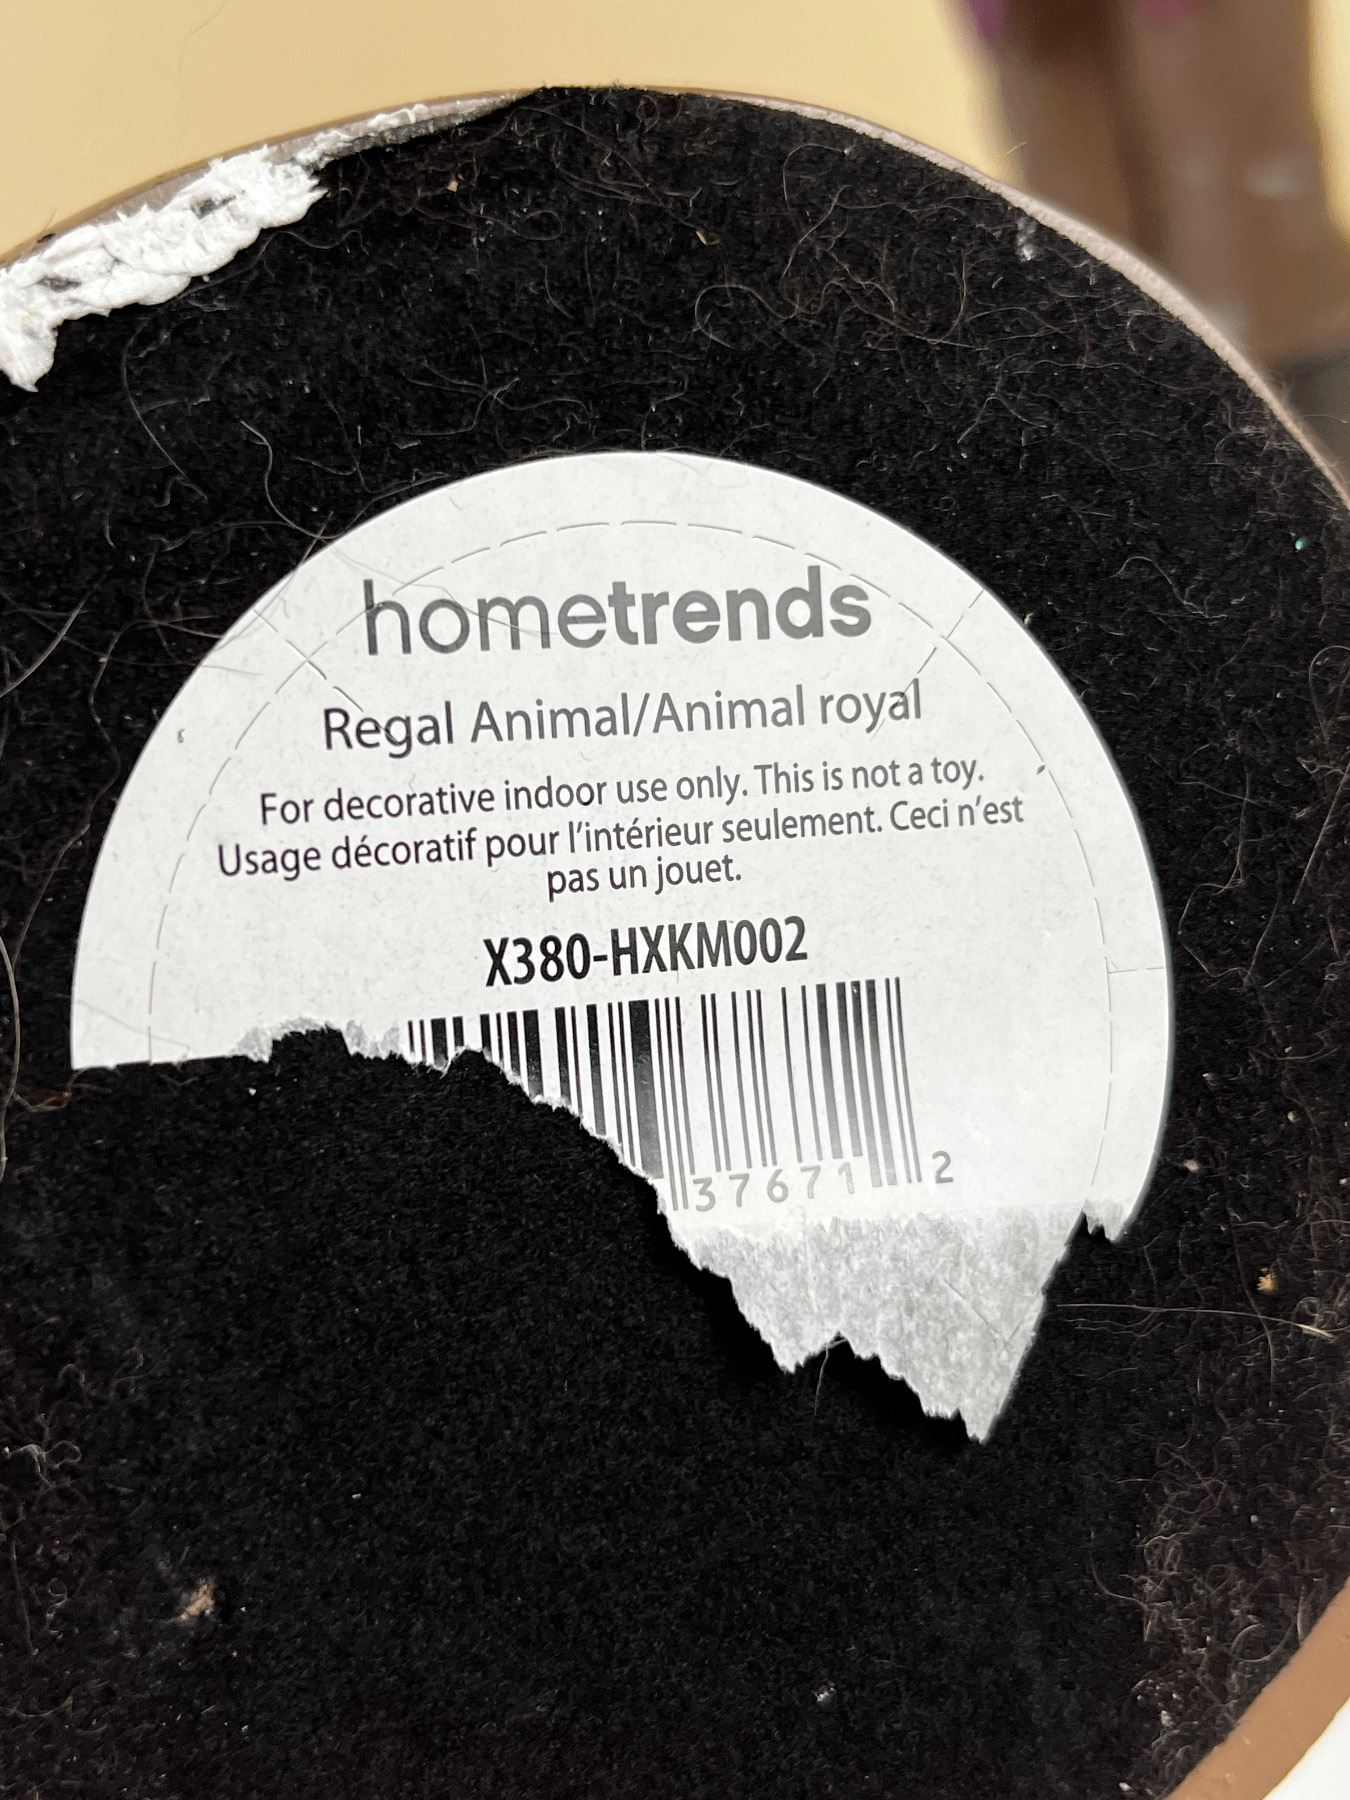 hometrends
Regal Animal/Animal royal
For decorative indoor use only. This is not a toy.
Usage décoratif pour l'intérieur seulement. Ceci n'est
pas un jouet.
X380-HXKM002
37671 2